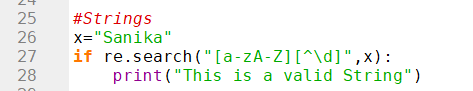 25 #Strings
26 x="Sanika"
27 if re.search("[a-zA-Z][^\d]",x):
28     print("This is a valid String")